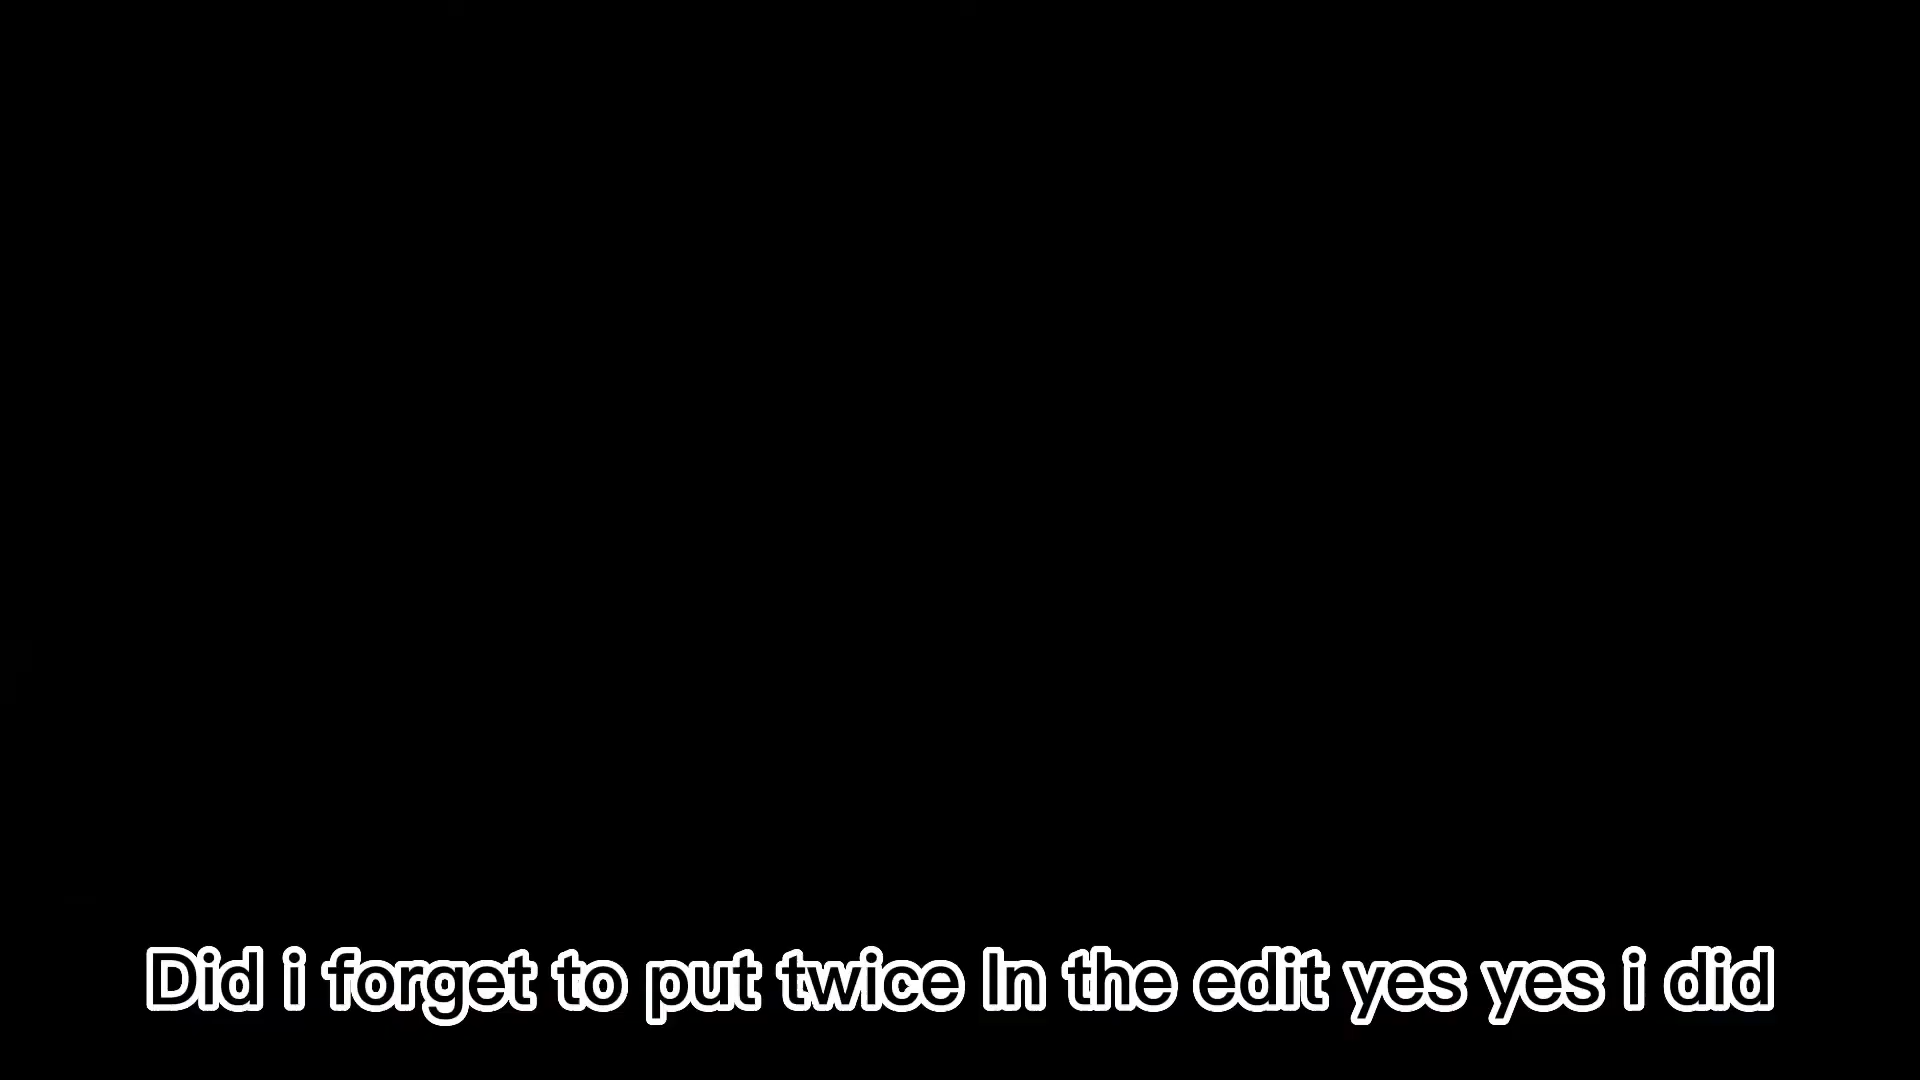 Did i forget to put twice In the edit yes yes i did